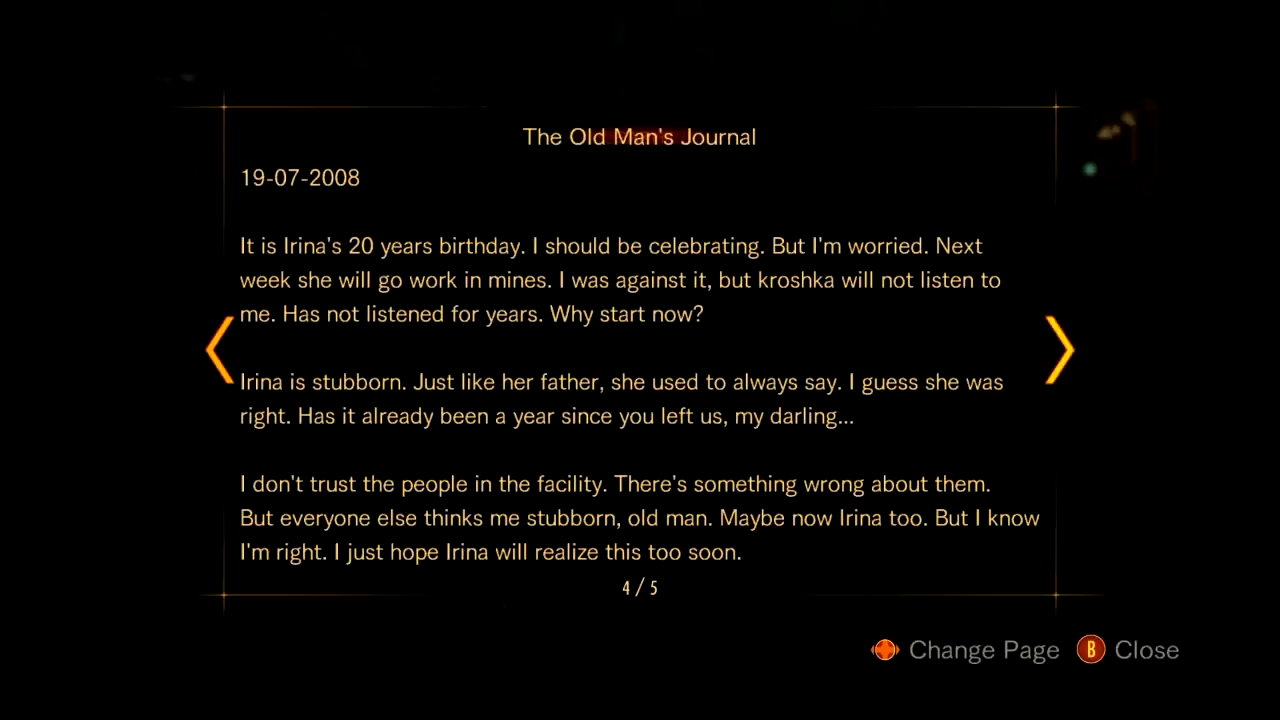 The Old Man's Journal
19-07-2008
It is Irina's 20 years birthday. I should be celebrating. But I'm worried. Next
week she will go work in mines. I was against it, but kroshka will not listen to
me. Has not listened for years. Why start now?
Irina is stubborn. Just like her father, she used to always say. I guess she was
right. Has it already been a year since you left us, my darling...
I don't trust the people in the facility. There's something wrong about them.
But everyone else thinks me stubborn, old man. Maybe now Irina too. But I know
I'm right. I just hope Irina will realize this too soon.
4 / 5
Change Page B Close